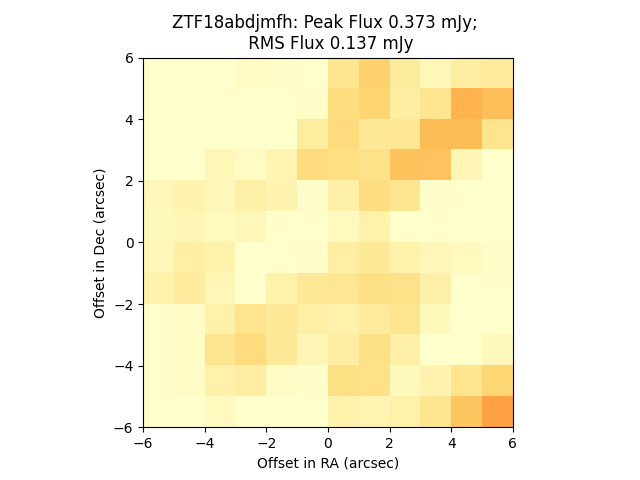 ZTF18abdjmfh: Peak Flux 0.373 mJy;
RMS Flux 0.137 mJy
6
4
2
0
−2
−4
−6
Offset in Dec (arcsec)
−6 −4 −2 0 2 4 6
Offset in RA (arcsec)